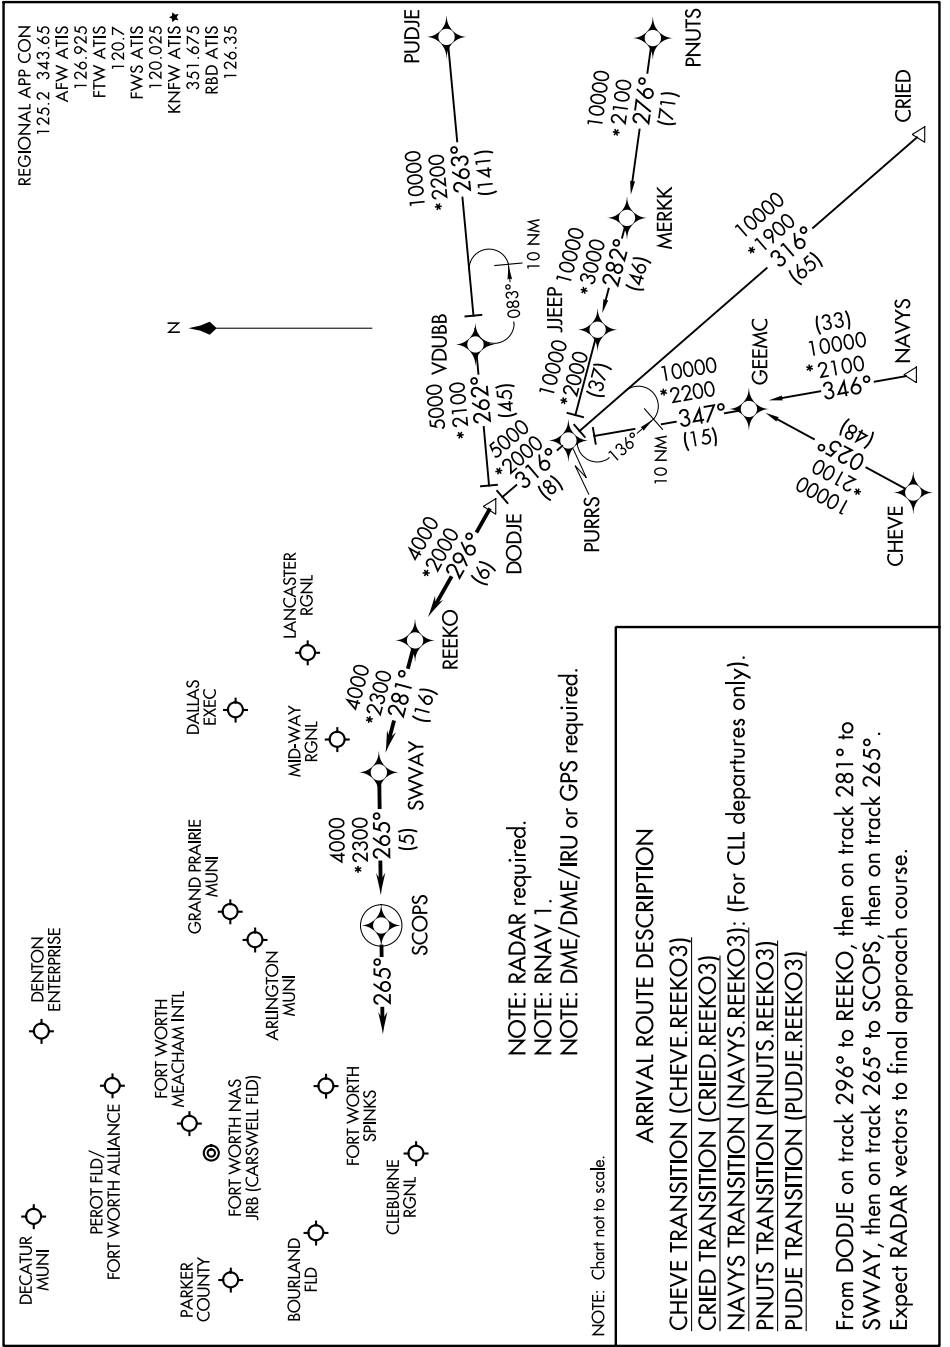 REGIONAL APP CON
125.2 343.65
AFW ATIS
126.925
FTW ATIS
120.7
FWS ATIS
120.025
KNFW ATIS★
351.675
RBD ATIS
126.35
DECATUR
MUNI
DENTON
ENTERPRISE
PEROT FLD/
FORT WORTH ALLIANCE
FORT WORTH
MEACHAM INTL
GRAND PRAIRIE
MUNI
DALLAS
EXEC
N
PUDJE
PARKER
COUNTY
FORT WORTH NAS
JRB (CARSWELL FLD)
ARLINGTON
MUNI
MID-WAY
RGNL
LANCASTER
RGNL
BOURLAND
FLD
FORT WORTH
SPINKS
CLEBURNE
RGNL
265°
SCOPS
4000
*2300
265°
(5)
SWVAY
4000
*2300
281°
(16)
REEKO
4000
*2000
296°
(6)
DODJE
5000
*2100
262°
(45)
VDUBB
10000
*2200
263°
(141)
083°
10 NM
5000
*2000
316°
(8)
PURRS
10000
*2000
(37)
JJEEP
10000
*3000
282°
(46)
MERKK
10000
*2100
276°
(71)
PNUTS
136°
10 NM
10000
*2200
347°
(15)
GEEMC
10000
*1900
316°
(65)
CRIED
(33)
10000
*2100
346°
NAVYS
(48)
025°
*2100
10000
CHEVE
NOTE: RADAR required.
NOTE: RNAV 1.
NOTE: DME/DME/IRU or GPS required.
NOTE: Chart not to scale.
ARRIVAL ROUTE DESCRIPTION
CHEVE TRANSITION (CHEVE.REEKO3)
CRIED TRANSITION (CRIED.REEKO3)
NAVYS TRANSITION (NAVYS.REEKO3): (For CLL departures only).
PNUTS TRANSITION (PNUTS.REEKO3)
PUDJE TRANSITION (PUDJE.REEKO3)
From DODJE on track 296° to REEKO, then on track 281° to
SWVAY, then on track 265° to SCOPS, then on track 265°.
Expect RADAR vectors to final approach course.